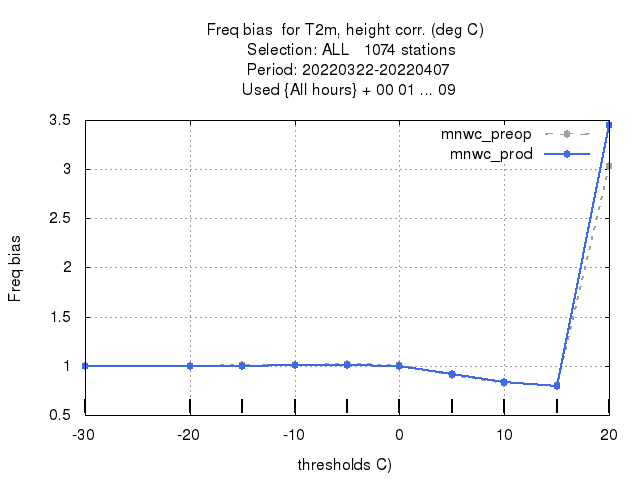 Freq bias  for T2m, height corr. (deg C)
Selection: ALL   1074 stations
Period: 20220322-20220407
Used {All hours} + 00 01 ... 09
mnwc_preop
mnwc_prod
3.5
3
2.5
2
1.5
1
0.5
Freq bias
-30
-20
-10
0
10
20
thresholds C)